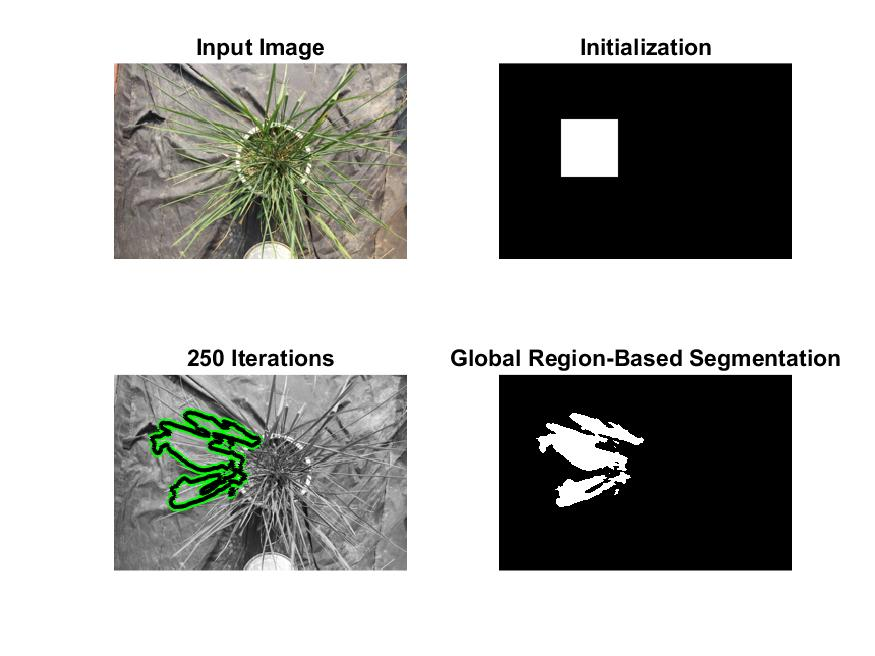 Input Image
Initialization
250 Iterations
Global Region-Based Segmentation